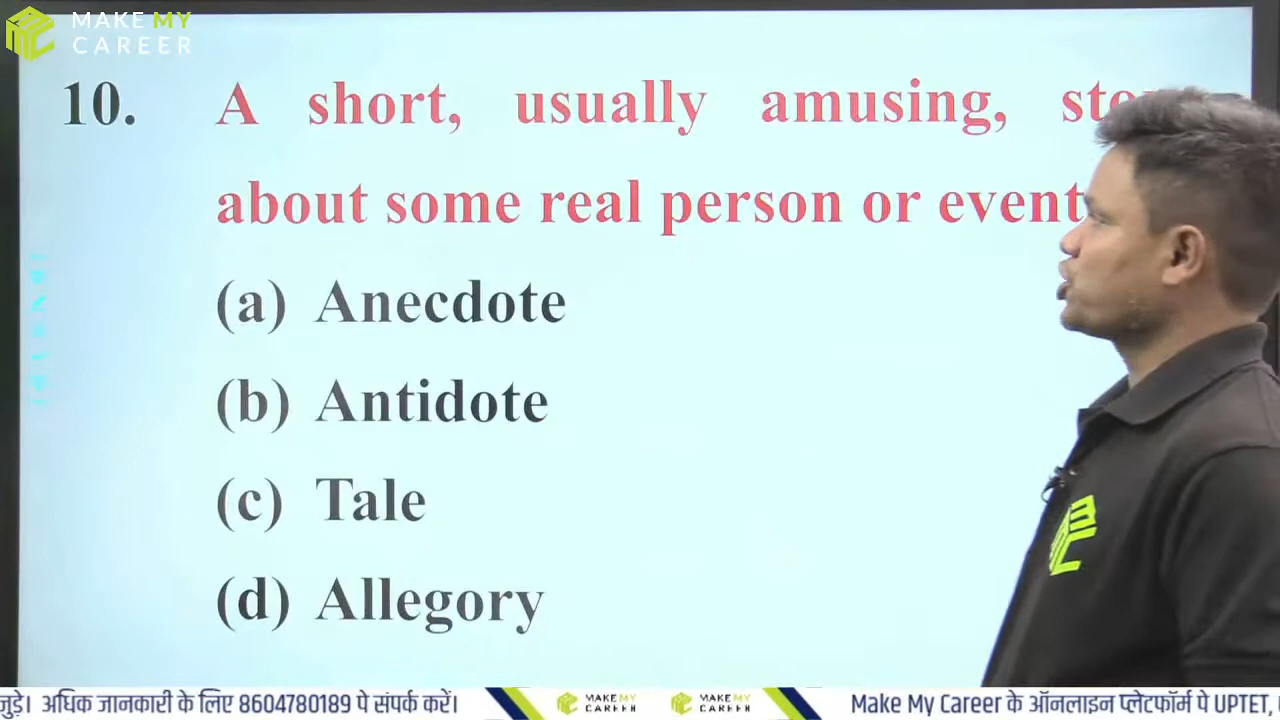 MAKE MY
CAREER
10. A short, usually amusing,
about some real person or event
(a) Anecdote
(b) Antidote
(c) Tale
(d) Allegory
जुड़े। अधिक जानकारी के लिए 8604780189 पे संपर्क करें। MAKE MY CAREER MAKE MY CAREER Make My Career के ऑनलाइन प्लेटफॉर्म पे UPTET,